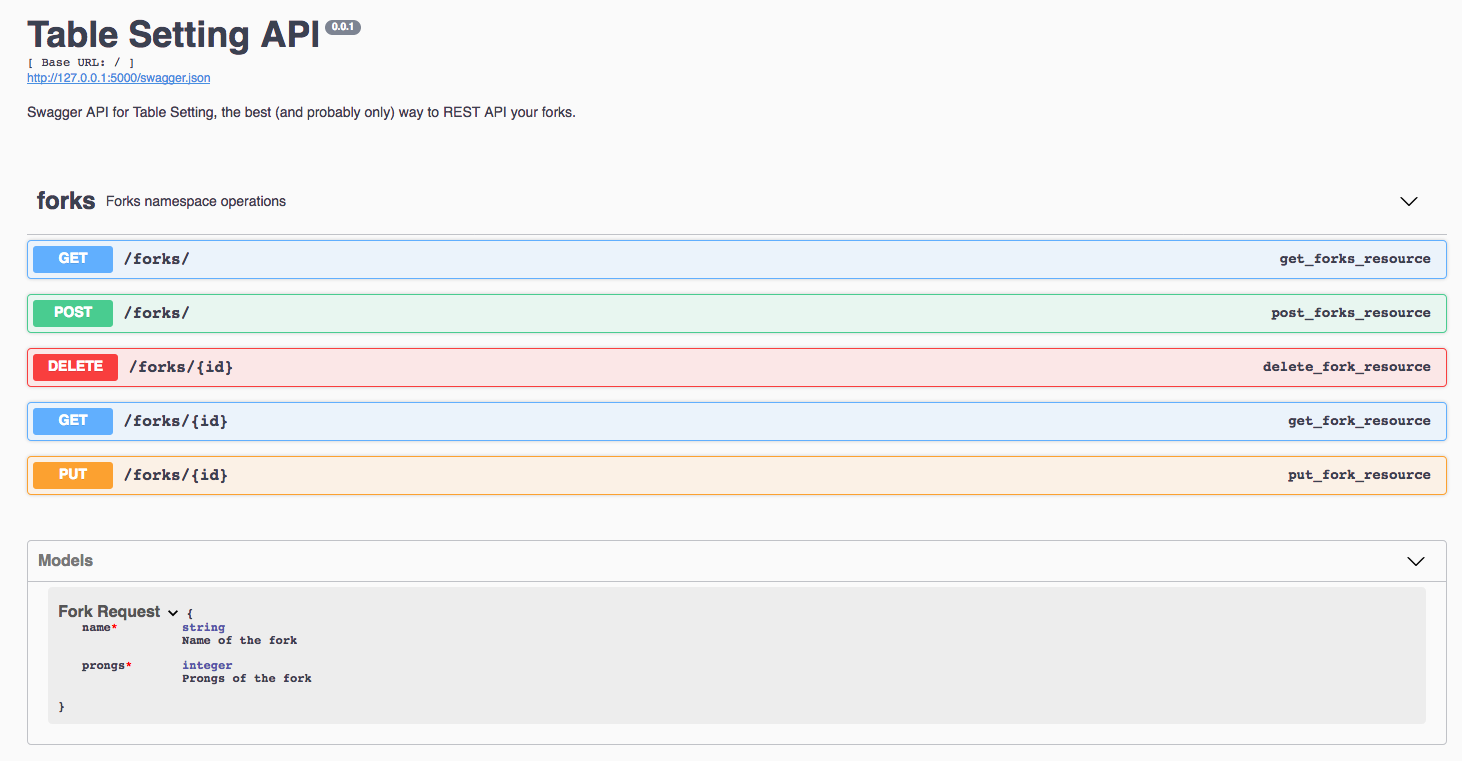 Table Setting API 0.0.1
[ Base URL: / ]
http://127.0.0.1:5000/swagger.json
Swagger API for Table Setting, the best (and probably only) way to REST API your forks.
forks Forks namespace operations
GET /forks/ get_forks_resource
POST /forks/ post_forks_resource
DELETE /forks/{id} delete_fork_resource
GET /forks/{id} get_fork_resource
PUT /forks/{id} put_fork_resource
Models
Fork Request {
name* string
Name of the fork
prongs* integer
Prongs of the fork
}